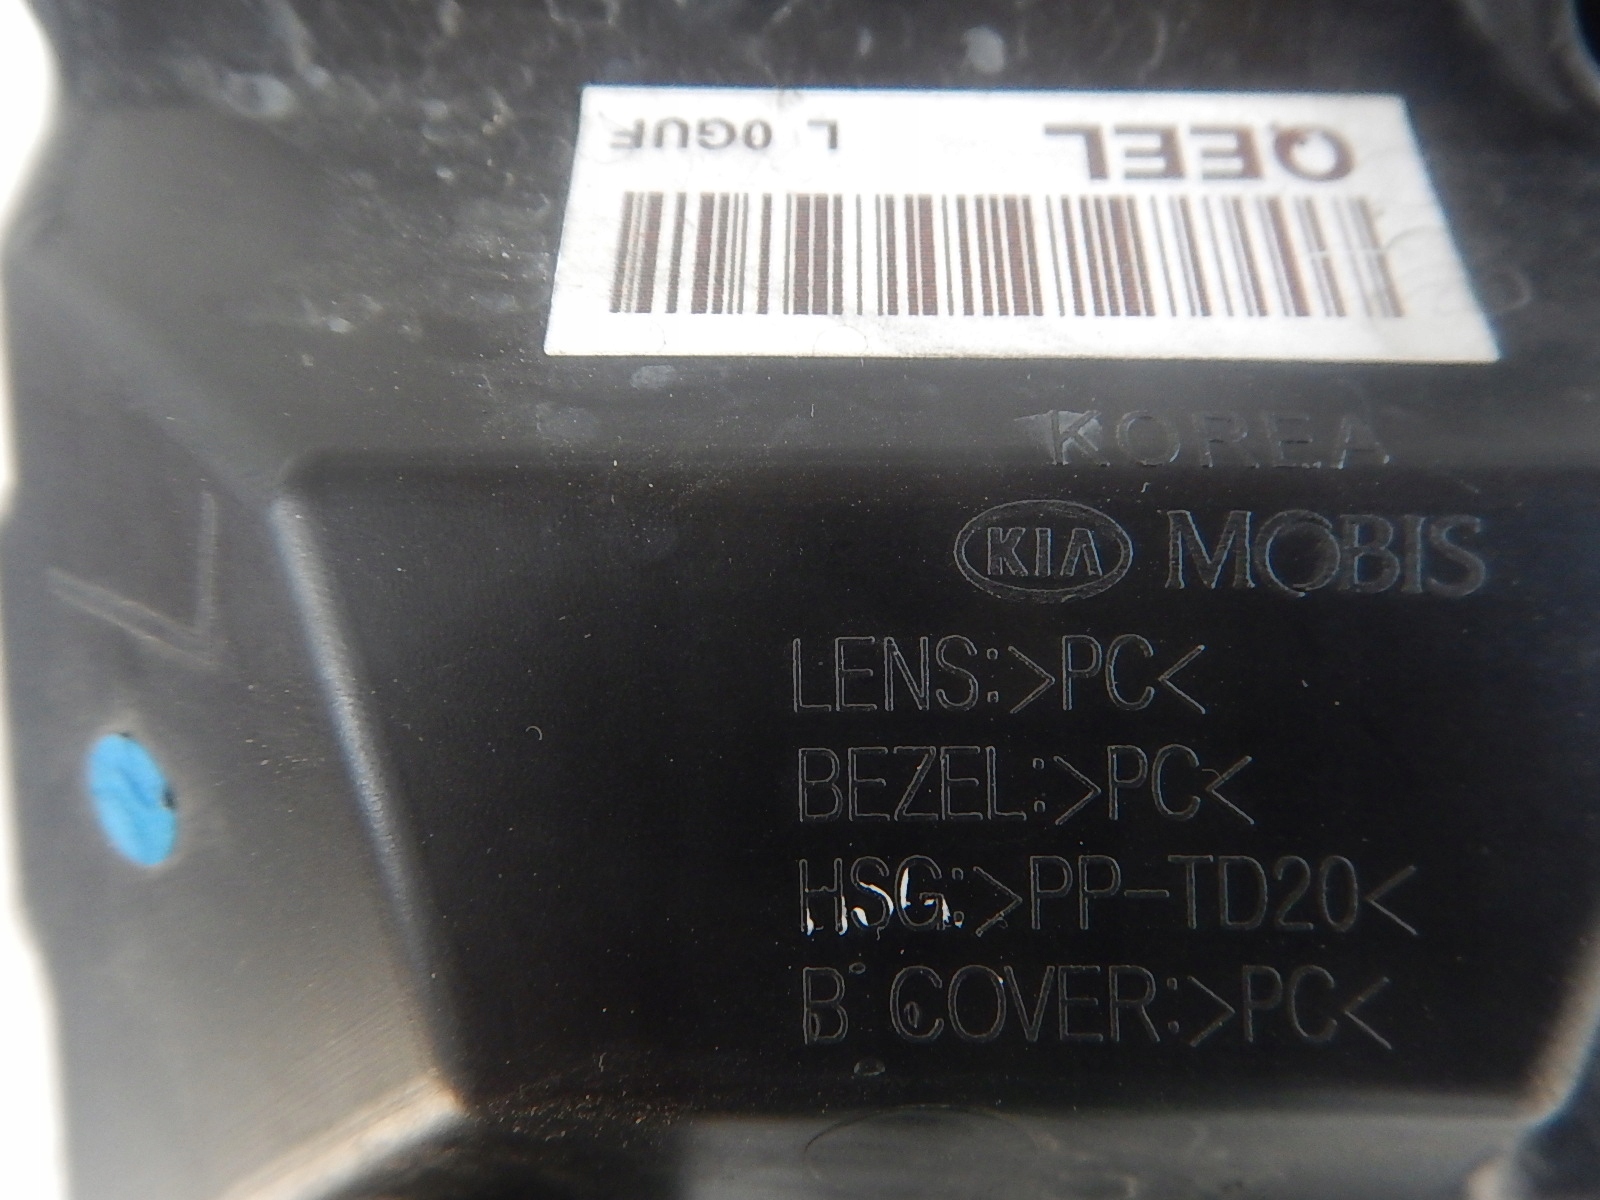 QEEL L 0GUF
KOREA
KIA MOBIS
LENS:>PC<
BEZEL:>PC<
HSG:>PP-TD20<
B˙COVER:>PC<